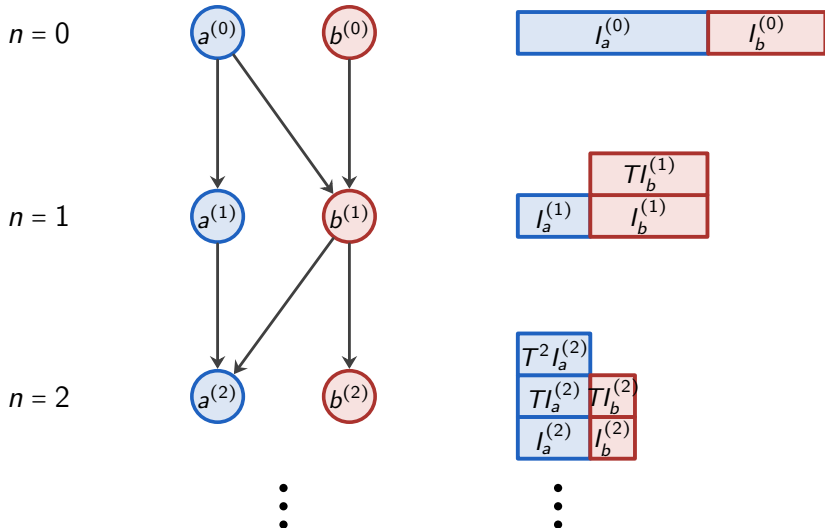 n = 0
a^{(0)} b^{(0)}
I_a^{(0)} I_b^{(0)}
TI_b^{(1)}
n = 1
a^{(1)} b^{(1)}
I_a^{(1)} I_b^{(1)}
T^2 I_a^{(2)}
n = 2
a^{(2)} b^{(2)}
TI_a^{(2)} TI_b^{(2)}
I_a^{(2)} I_b^{(2)}
⋮ ⋮